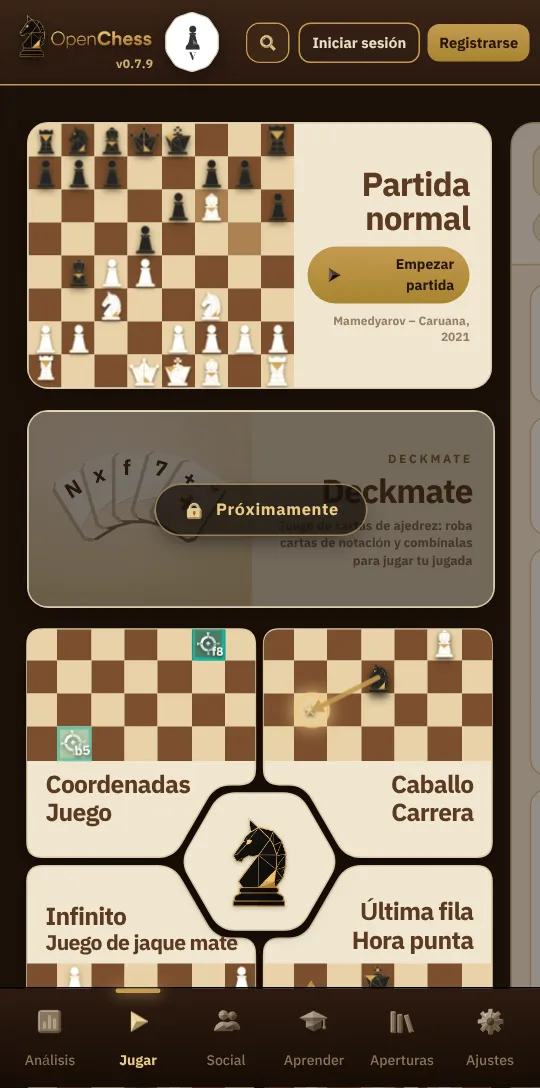 OpenChess
v0.7.9
V
Iniciar sesión
Registrarse
Partida
normal
Empezar
partida
Mamedyarov – Caruana,
2021
N x f 7 +
DECKMATE
Deckmate
Próximamente
Juego de cartas de ajedrez: roba
cartas de notación y combínalas
para jugar tu jugada
f8
b5
Coordenadas
Juego
Caballo
Carrera
Infinito
Juego de jaque mate
Última fila
Hora punta
Análisis
Jugar
Social
Aprender
Aperturas
Ajustes